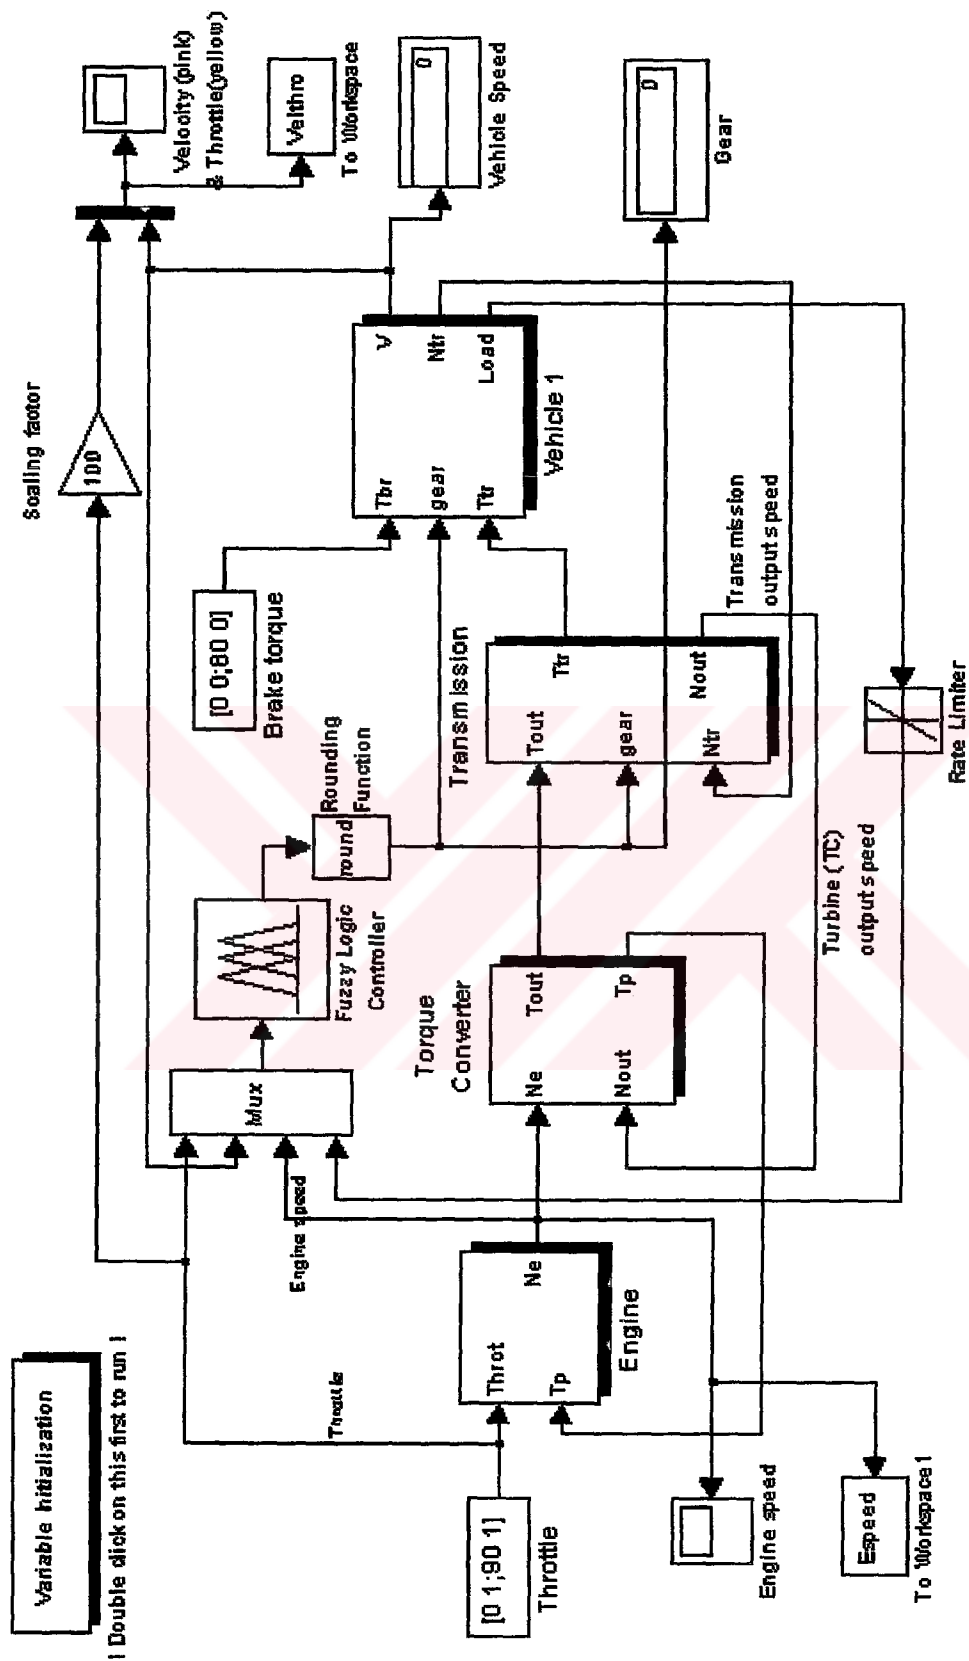 Variable Initialization
! Double click on this first to run !
Scaling factor
100
Velocity (pink)
& Throttle(yellow)
Velthro
To Workspace
0
Vehicle Speed
0
Gear
Throttle
Engine speed
Mux
Fuzzy Logic
Controller
round
Rounding
Function
[0 0;80 0]
Brake torque
Tbr
gear
Ttr
V
Ntr
Load
Vehicle 1
[0 1;90 1]
Throttle
Throt
Tp
Ne
Engine
Torque
Converter
Ne
Nout
Tout
Tp
Transmission
Tout
gear
Ntr
Ttr
Nout
Transmission
output speed
Turbine (TC)
output speed
Rate Limiter
Engine speed
Espeed
To Workspace1